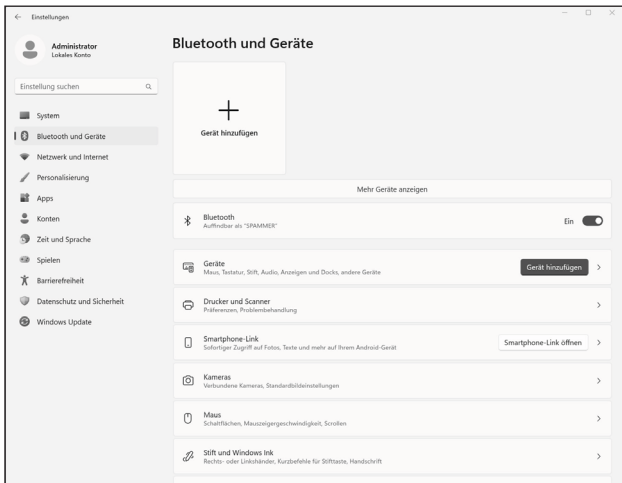 Einstellungen
Administrator
Lokales Konto
Einstellung suchen
System
Bluetooth und Geräte
Netzwerk und Internet
Personalisierung
Apps
Konten
Zeit und Sprache
Spielen
Barrierefreiheit
Datenschutz und Sicherheit
Windows Update
Bluetooth und Geräte
Gerät hinzufügen
Mehr Geräte anzeigen
Bluetooth
Auffindbar als "SPAMMER"
Ein
Geräte
Maus, Tastatur, Stift, Audio, Anzeigen und Docks, andere Geräte
Gerät hinzufügen
Drucker und Scanner
Präferenzen, Problembehandlung
Smartphone-Link
Sofortiger Zugriff auf Fotos, Texte und mehr auf Ihrem Android-Gerät
Smartphone-Link öffnen
Kameras
Verbundene Kameras, Standardbildeinstellungen
Maus
Schaltflächen, Mauszeigergeschwindigkeit, Scrollen
Stift und Windows Ink
Rechts- oder Linkshänder, Kurzbefehle für Stifttaste, Handschrift